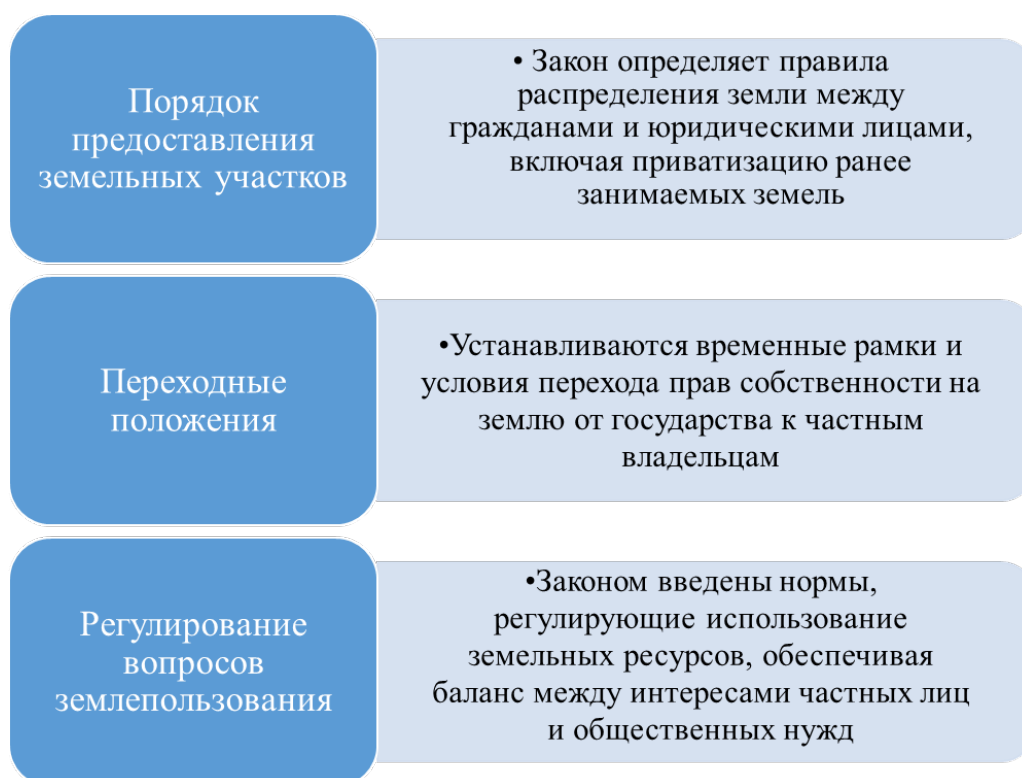 Порядок
предоставления
земельных участков
• Закон определяет правила
распределения земли между
гражданами и юридическими лицами,
включая приватизацию ранее
занимаемых земель
Переходные
положения
•Устанавливаются временные рамки и
условия перехода прав собственности на
землю от государства к частным
владельцам
Регулирование
вопросов
землепользования
•Законом введены нормы,
регулирующие использование
земельных ресурсов, обеспечивая
баланс между интересами частных лиц
и общественных нужд